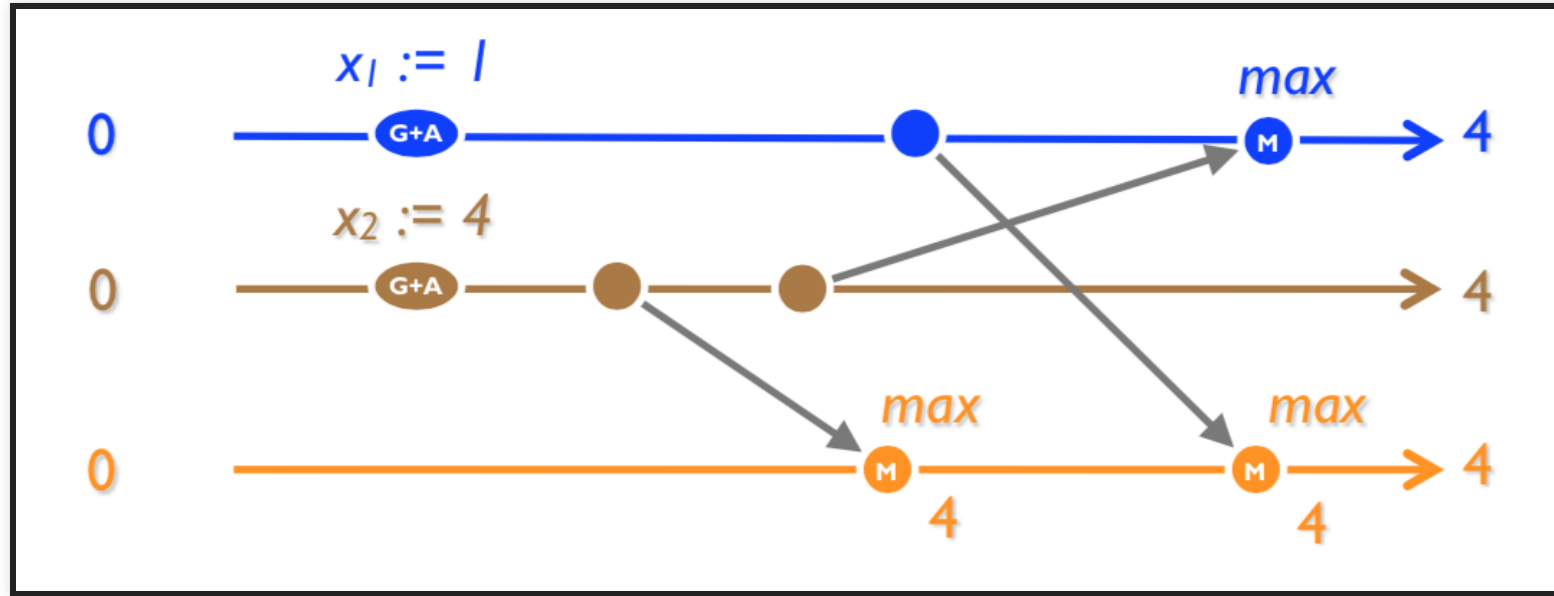 x₁ := 1
max
0 G+A M 4
x₂ := 4
0 G+A 4
max max
0 M M 4
4 4